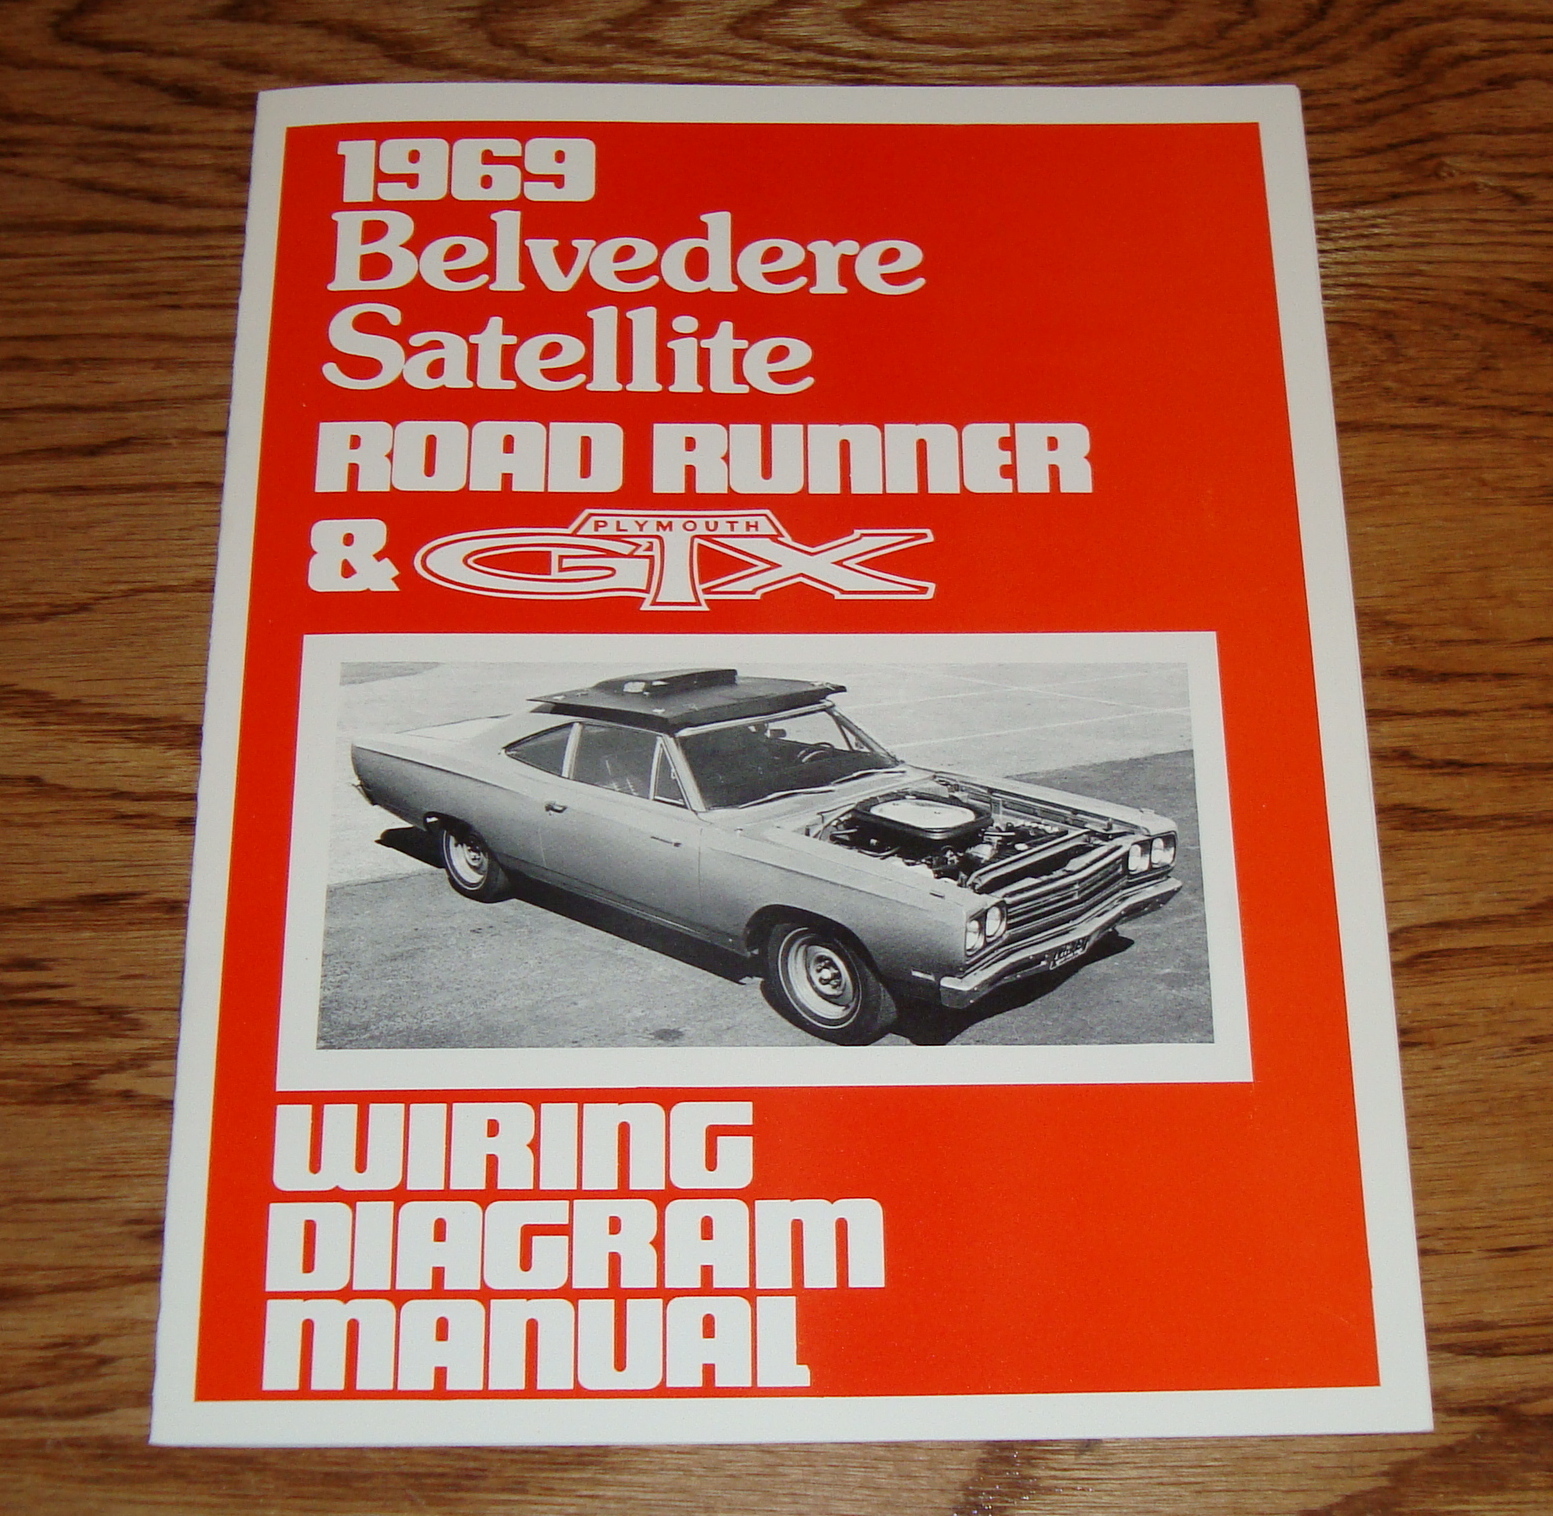 1969
Belvedere
Satellite
ROAD RUNNER
& PLYMOUTH GTX
WIRING
DIAGRAM
MANUAL